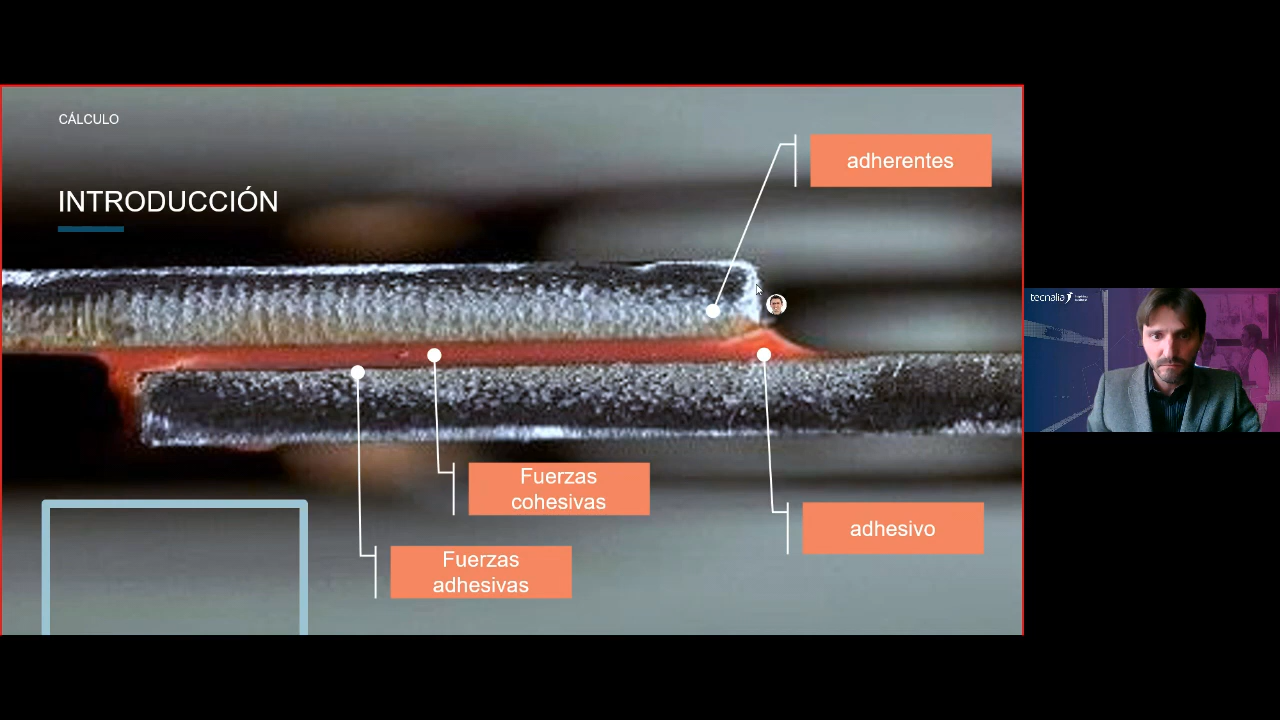 CÁLCULO
INTRODUCCIÓN
adherentes
Fuerzas
cohesivas
Fuerzas
adhesivas
adhesivo
tecnalia